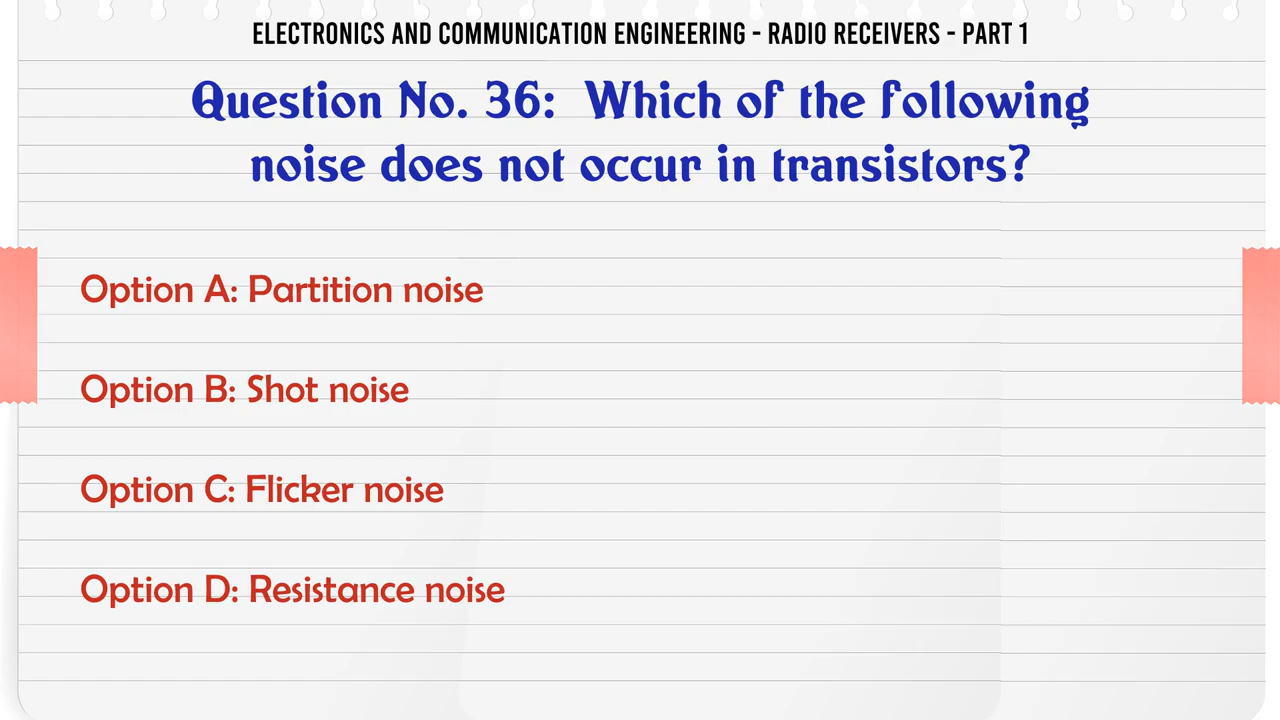 ELECTRONICS AND COMMUNICATION ENGINEERING - RADIO RECEIVERS - PART 1
Question No. 36: Which of the following
noise does not occur in transistors?
Option A: Partition noise
Option B: Shot noise
Option C: Flicker noise
Option D: Resistance noise